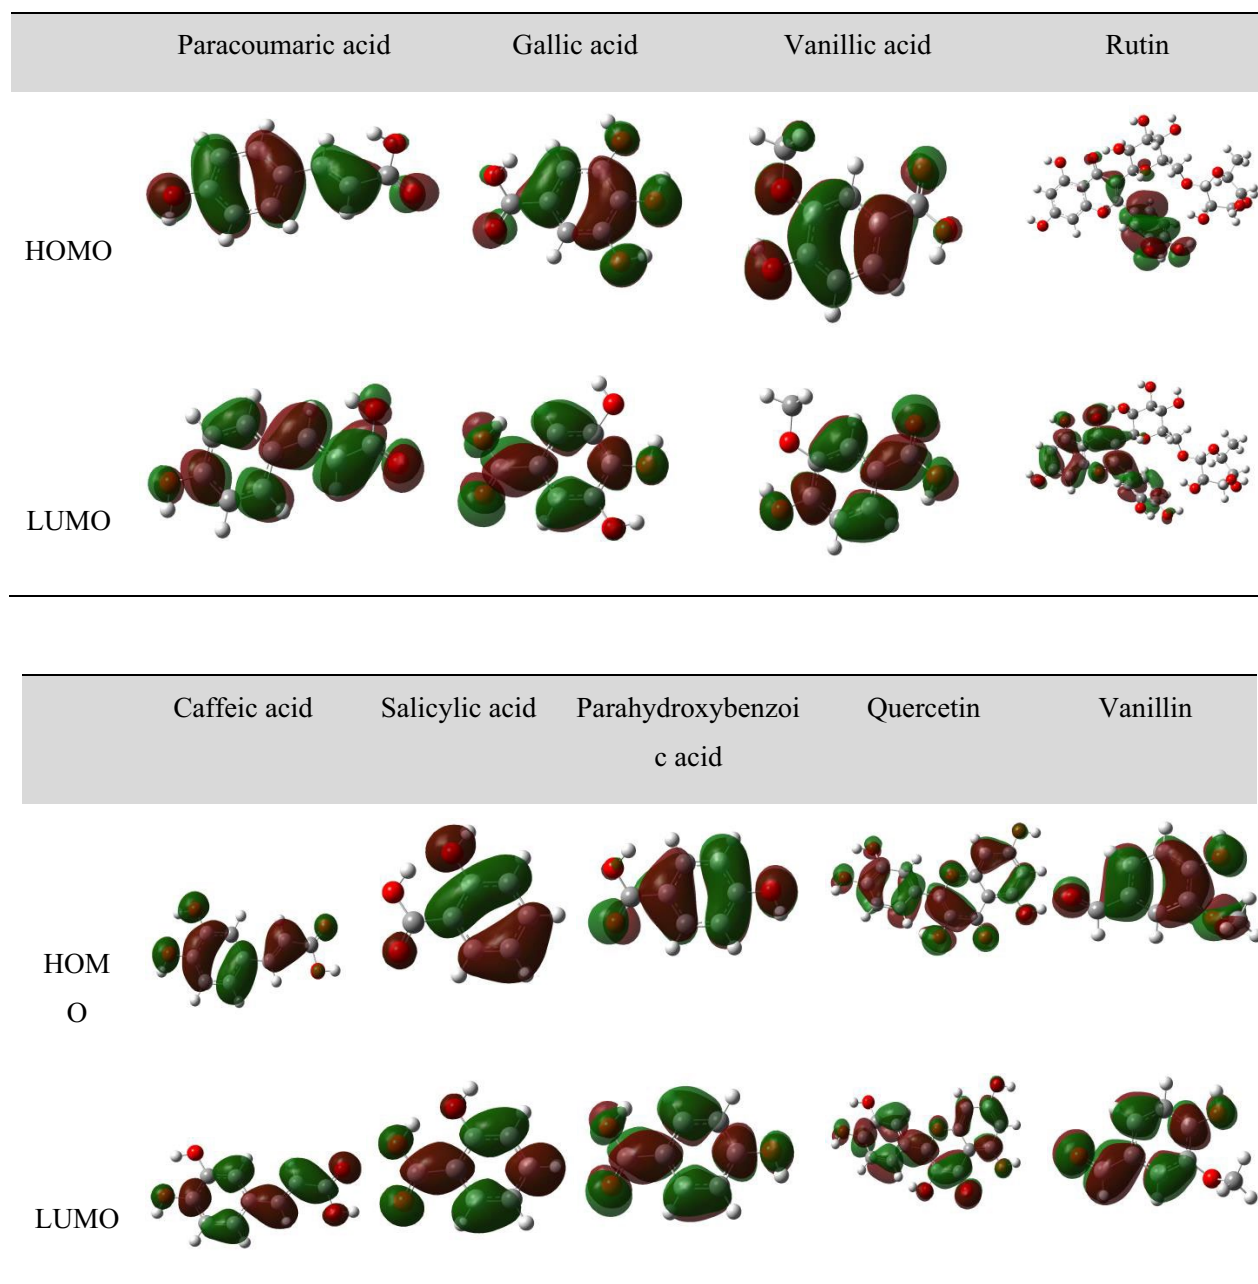 Paracoumaric acid Gallic acid Vanillic acid Rutin
HOMO
LUMO
Caffeic acid Salicylic acid Parahydroxybenzoi Quercetin Vanillin
c acid
HOM
O
LUMO